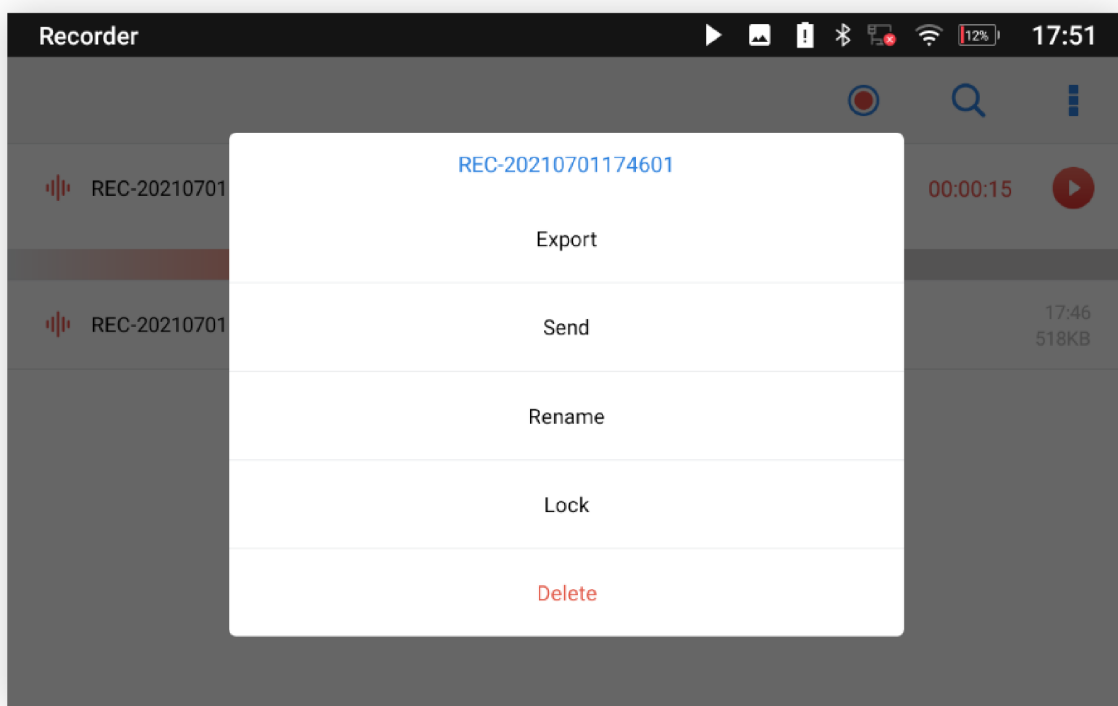 Recorder 12% 17:51
REC-20210701174601
REC-20210701 00:00:15
Export
Send
REC-20210701 17:46
518KB
Rename
Lock
Delete